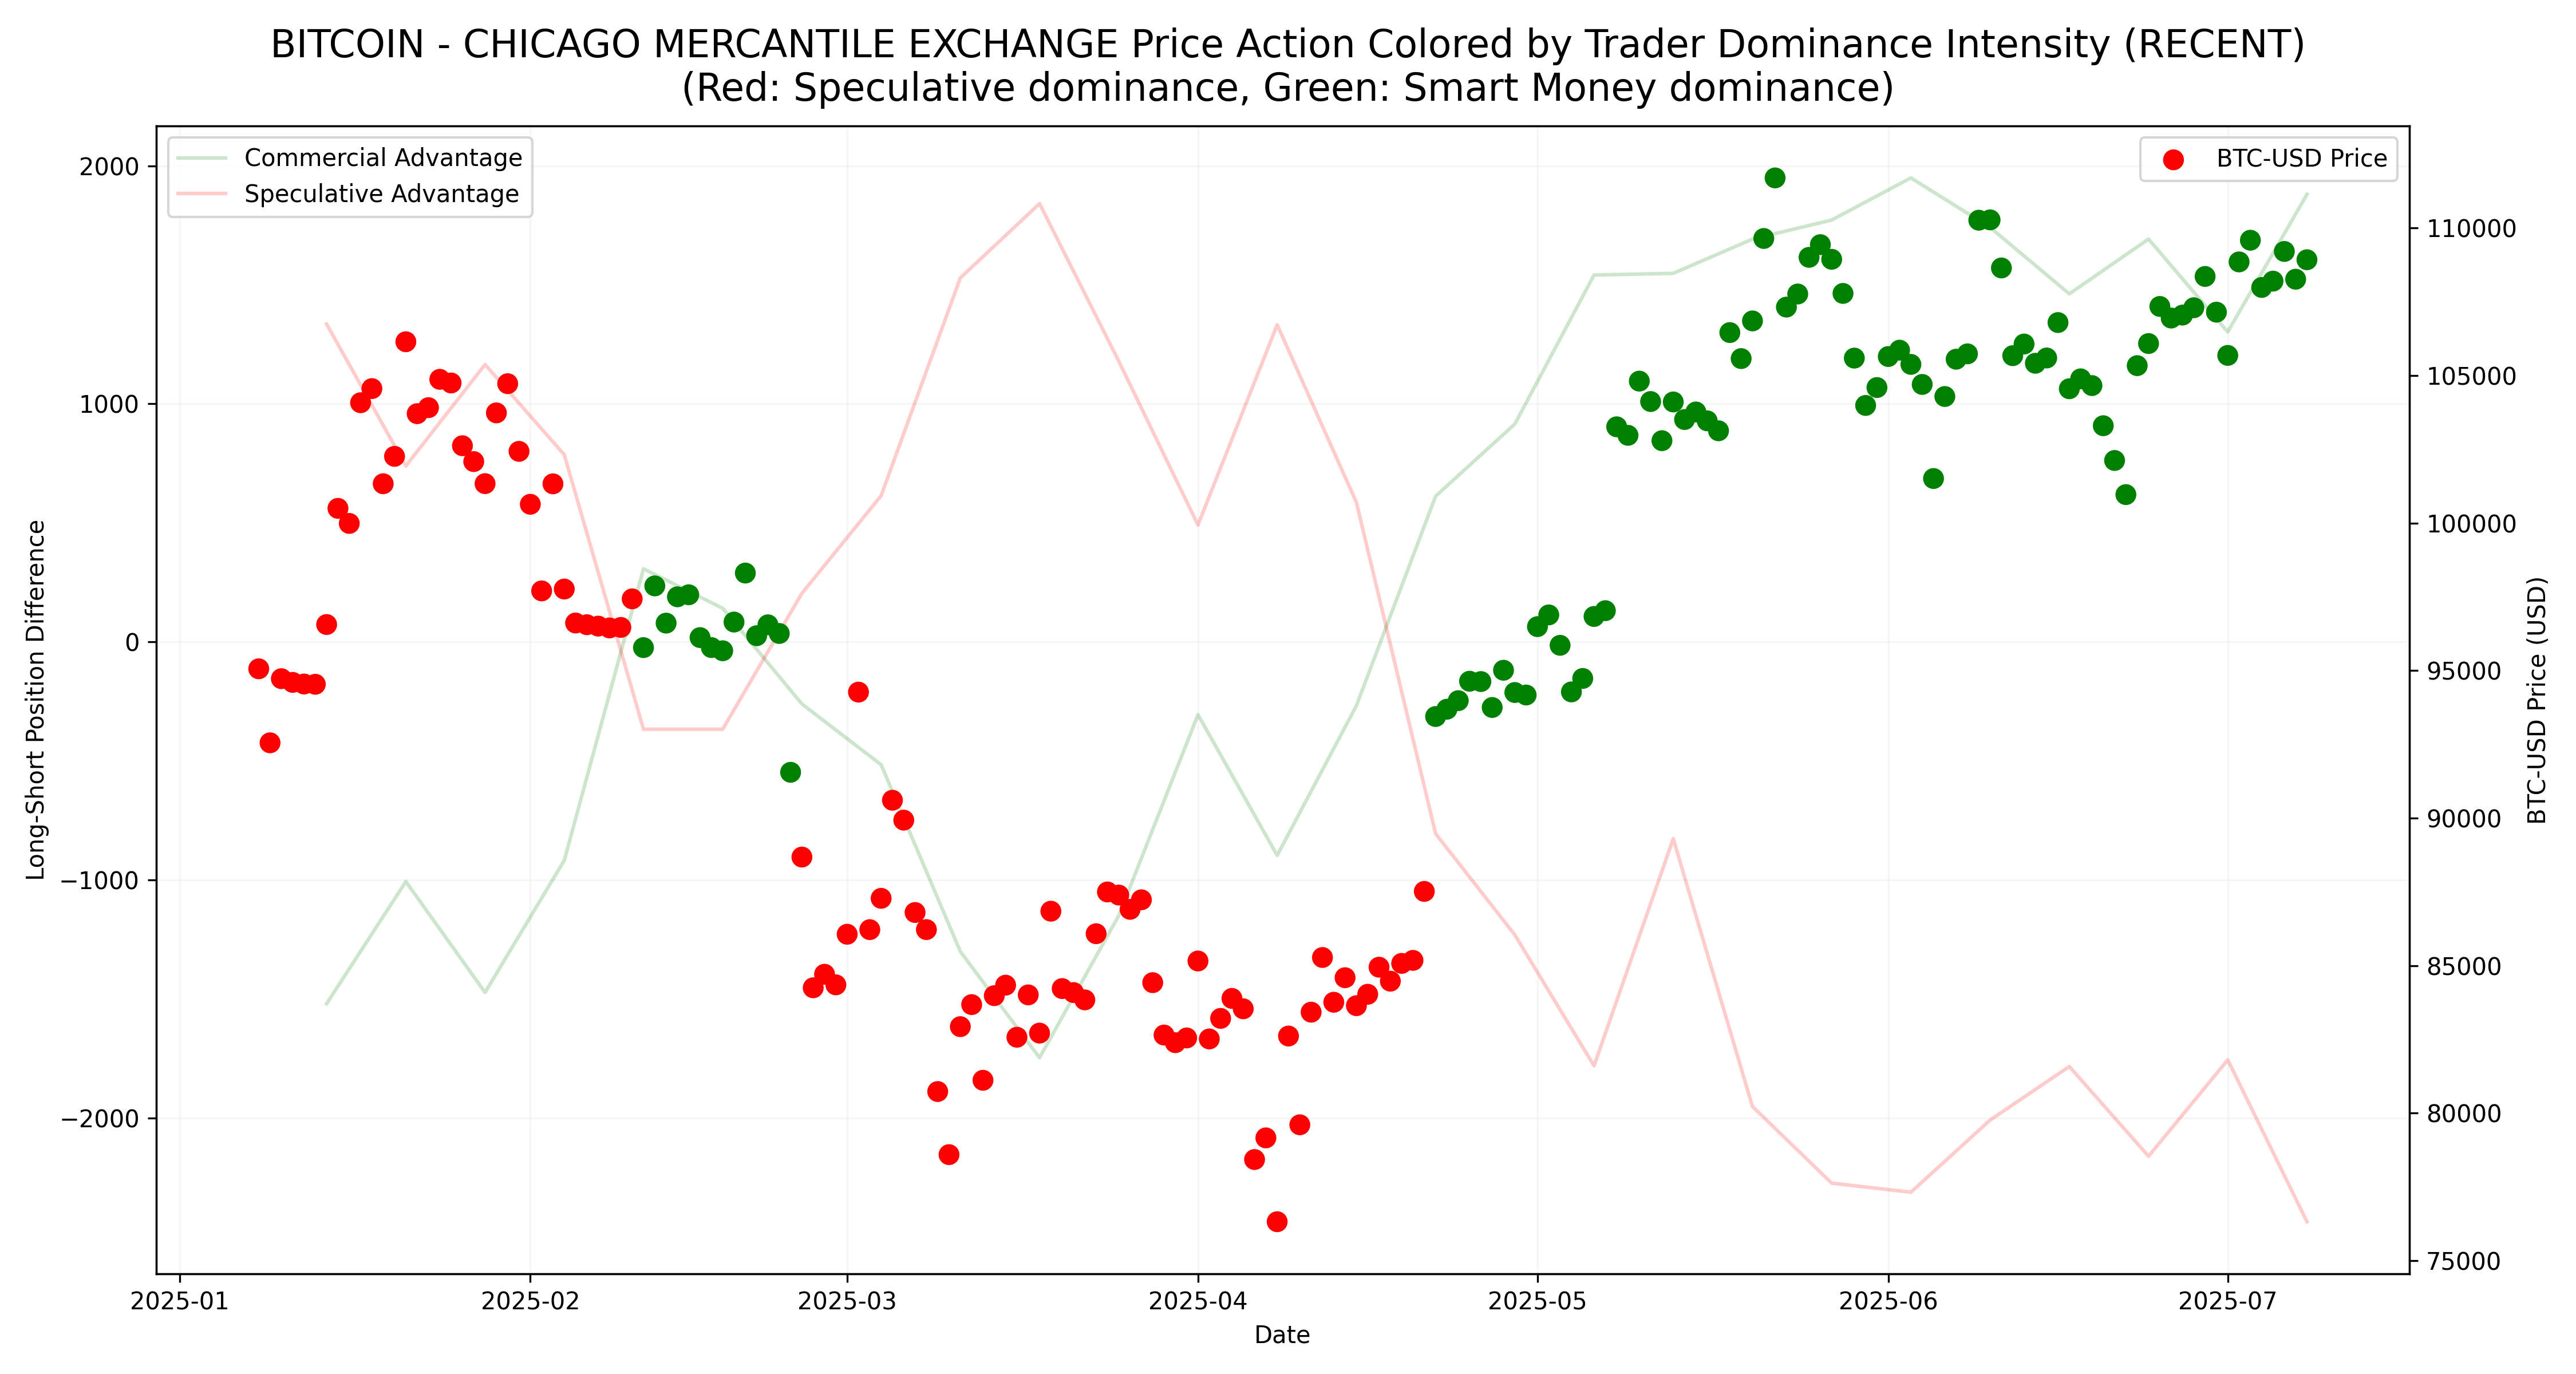 BITCOIN - CHICAGO MERCANTILE EXCHANGE Price Action Colored by Trader Dominance Intensity (RECENT)
(Red: Speculative dominance, Green: Smart Money dominance)
Commercial Advantage
Speculative Advantage
BTC-USD Price
2000
1000
0
−1000
−2000
Long-Short Position Difference
110000
105000
100000
95000
90000
85000
80000
75000
BTC-USD Price (USD)
2025-01
2025-02
2025-03
2025-04
2025-05
2025-06
2025-07
Date